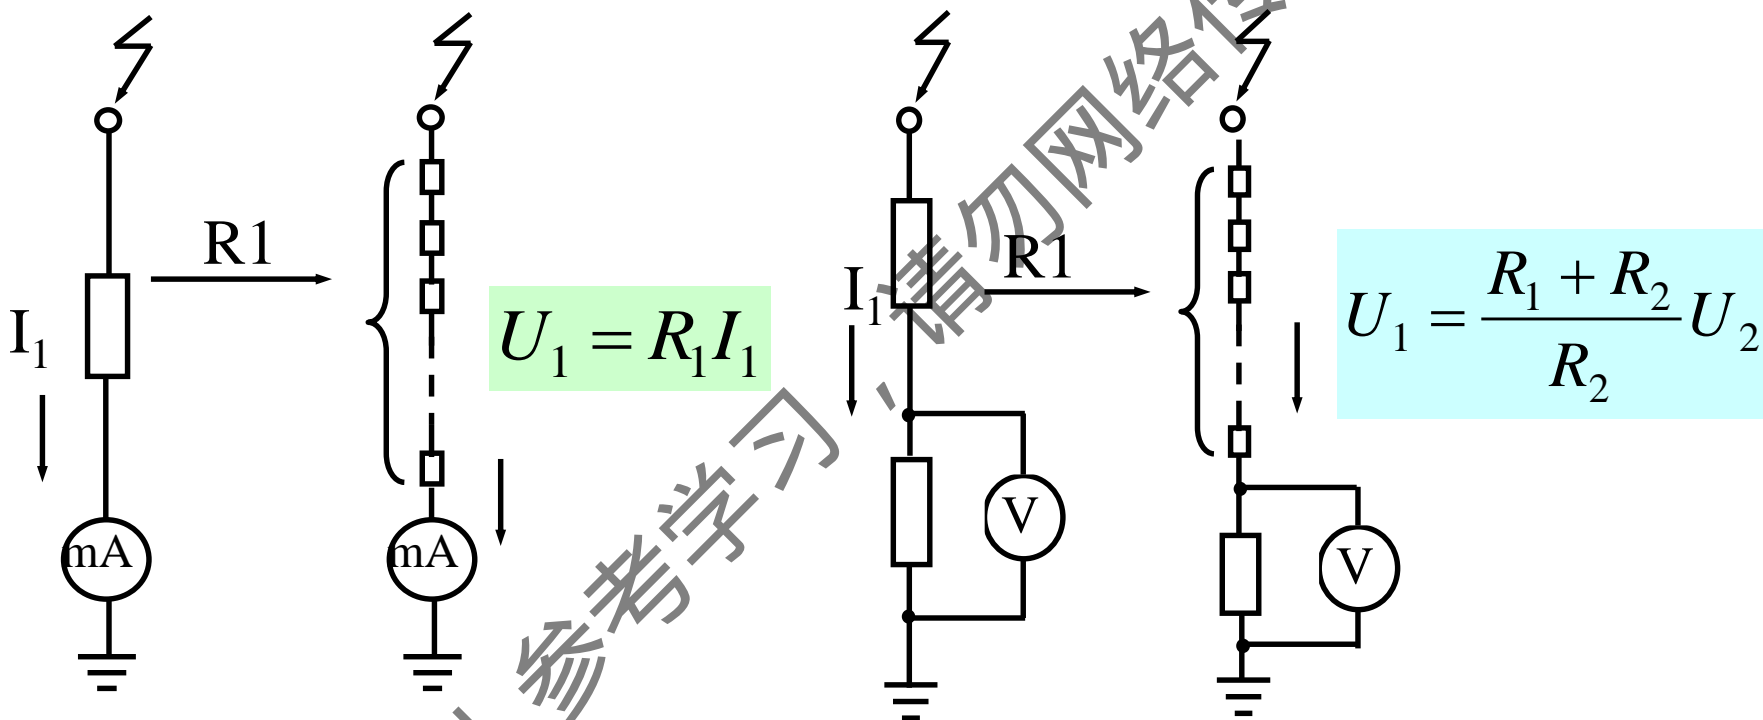 R1
I1
mA
mA
U1 = R1I1
I1
R1
V
V
U1 = (R1 + R2)/R2 U2
参考学习，请勿网络传